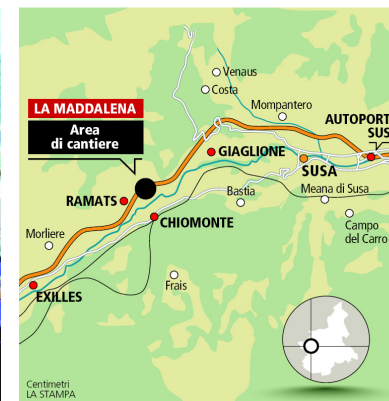 Venaus
Costa
LA MADDALENA
Area
di cantiere
Mompantero
AUTOPORT
SUS
GIAGLIONE
SUSA
RAMATS
Bastia
Meana di Susa
CHIOMONTE
Morliere
Campo
del Carro
Frais
EXILLES
Centimetri
LA STAMPA